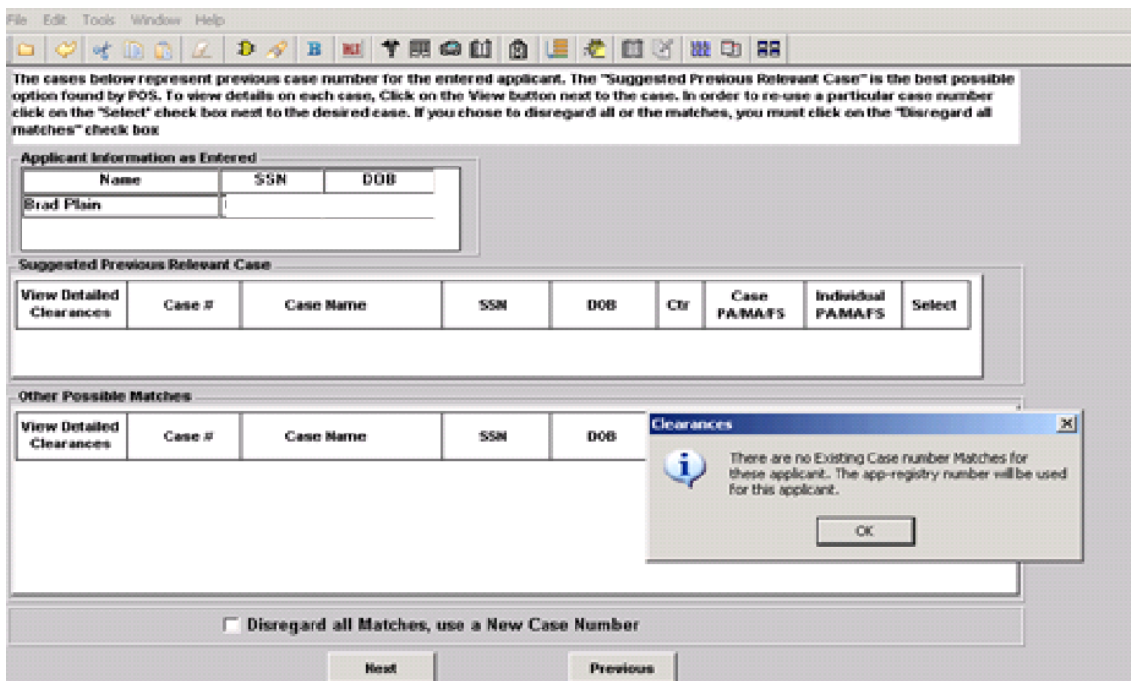 File Edit Tools Window Help
The cases below represent previous case number for the entered applicant. The "Suggested Previous Relevant Case" is the best possible
option found by POS. To view details on each case, Click on the View button next to the case. In order to re-use a particular case number
click on the "Select" check box next to the desired case. If you chose to disregard all or the matches, you must click on the "Disregard all
matches" check box
Applicant Information as Entered
Name SSN DOB
Brad Plain
Suggested Previous Relevant Case
View Detailed Clearances Case # Case Name SSN DOB Ctr Case PA/MA/FS Individual PA/MA/FS Select
Other Possible Matches
View Detailed Clearances Case # Case Name SSN DOB
Clearances
There are no Existing Case number Matches for
these applicant. The app-registry number will be used
for this applicant.
OK
Disregard all Matches, use a New Case Number
Next Previous